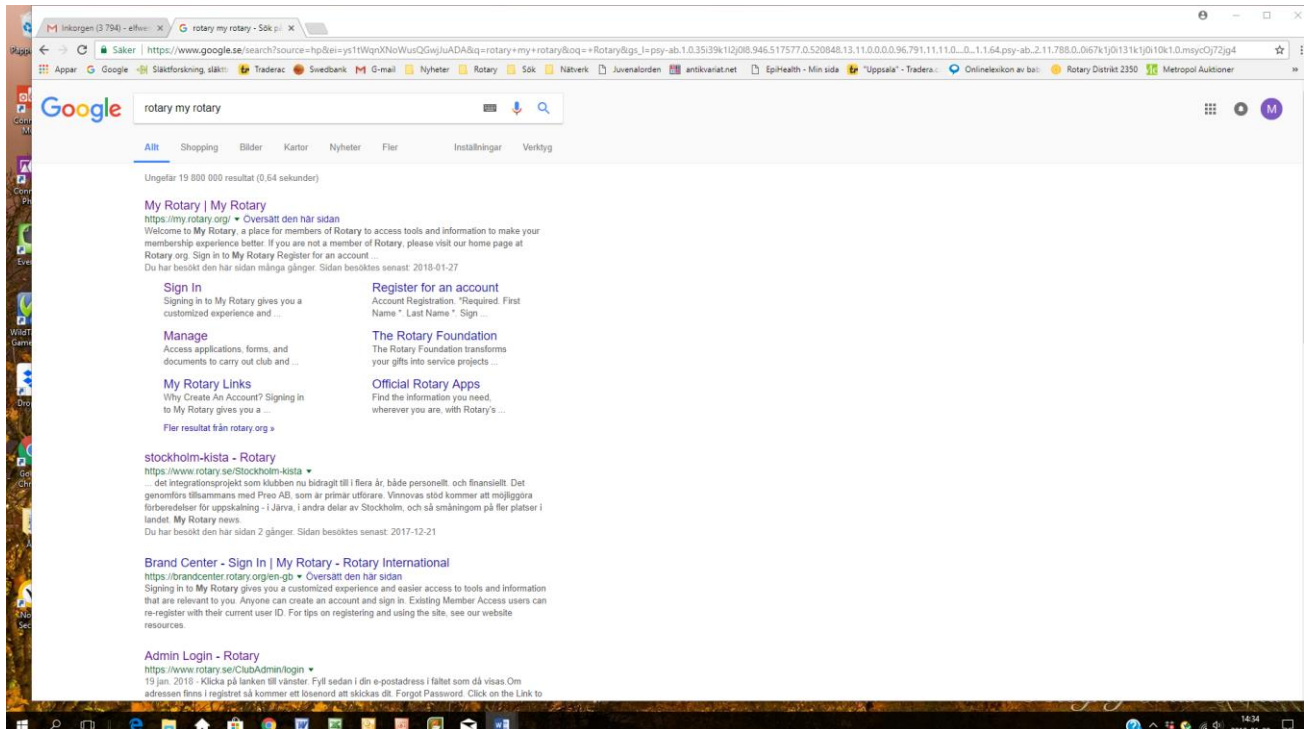 Inkorgen (3 794) - elfwe
rotary my rotary - Sök p
Saker | https://www.google.se/search?source=hp&ei=ys1tWqnXNoWusQGwjJuADA&q=rotary+my+rotary&oq=+Rotary&gs_l=psy-ab.1.0.35i39k1l2j0l8.946.517577.0.520848.13.11.0.0.0.0.96.791.11.11.0....0...1.1.64.psy-ab..2.11.788.0..0i67k1j0i131k1j0i10k1.0.msycOj72jg4
Appar Google Släktforskning, släkt Traderac Swedbank G-mail Nyheter Rotary Sök Nätverk Juvenalorden antikvariat.net EpiHealth - Min sida "Uppsala" - Tradera.c Onlinelexikon av bab Rotary Distrikt 2350 Metropol Auktioner »
Google rotary my rotary M
Allt Shopping Bilder Kartor Nyheter Fler Inställningar Verktyg
Ungefär 19 800 000 resultat (0,64 sekunder)
My Rotary | My Rotary
https://my.rotary.org/ Översätt den här sidan
Welcome to My Rotary, a place for members of Rotary to access tools and information to make your
membership experience better. If you are not a member of Rotary, please visit our home page at
Rotary.org. Sign in to My Rotary Register for an account ...
Du har besökt den här sidan många gånger. Sidan besöktes senast: 2018-01-27
Sign In
Signing in to My Rotary gives you a
customized experience and ...
Register for an account
Account Registration. *Required. First
Name *. Last Name *. Sign ...
Manage
Access applications, forms, and
documents to carry out club and ...
The Rotary Foundation
The Rotary Foundation transforms
your gifts into service projects ...
My Rotary Links
Why Create An Account? Signing in
to My Rotary gives you a ...
Official Rotary Apps
Find the information you need,
wherever you are, with Rotary's ...
Fler resultat från rotary.org »
stockholm-kista - Rotary
https://www.rotary.se/Stockholm-kista
... det integrationsprojekt som klubben nu bidragit till i flera år, både personellt. och finansiellt. Det
genomförs tillsammans med Preo AB, som är primär utförare. Vinnovas stöd kommer att möjliggöra
förberedelser för uppskalning - i Järva, i andra delar av Stockholm, och så småningom på fler platser i
landet. My Rotary news.
Du har besökt den här sidan 2 gånger. Sidan besöktes senast: 2017-12-21
Brand Center - Sign In | My Rotary - Rotary International
https://brandcenter.rotary.org/en-gb Översätt den här sidan
Signing in to My Rotary gives you a customized experience and easier access to tools and information
that are relevant to you. Anyone can create an account and sign in. Existing Member Access users can
re-register with their current user ID. For tips on registering and using the site, see our website
resources.
Admin Login - Rotary
https://www.rotary.se/ClubAdmin/login
19 jan. 2018 - Klicka på länken till vänster. Fyll sedan i din e-postadress i fältet som då visas.Om
adressen finns i registret så kommer ett lösenord att skickas dit. Forgot Password. Click on the Link to
14:34